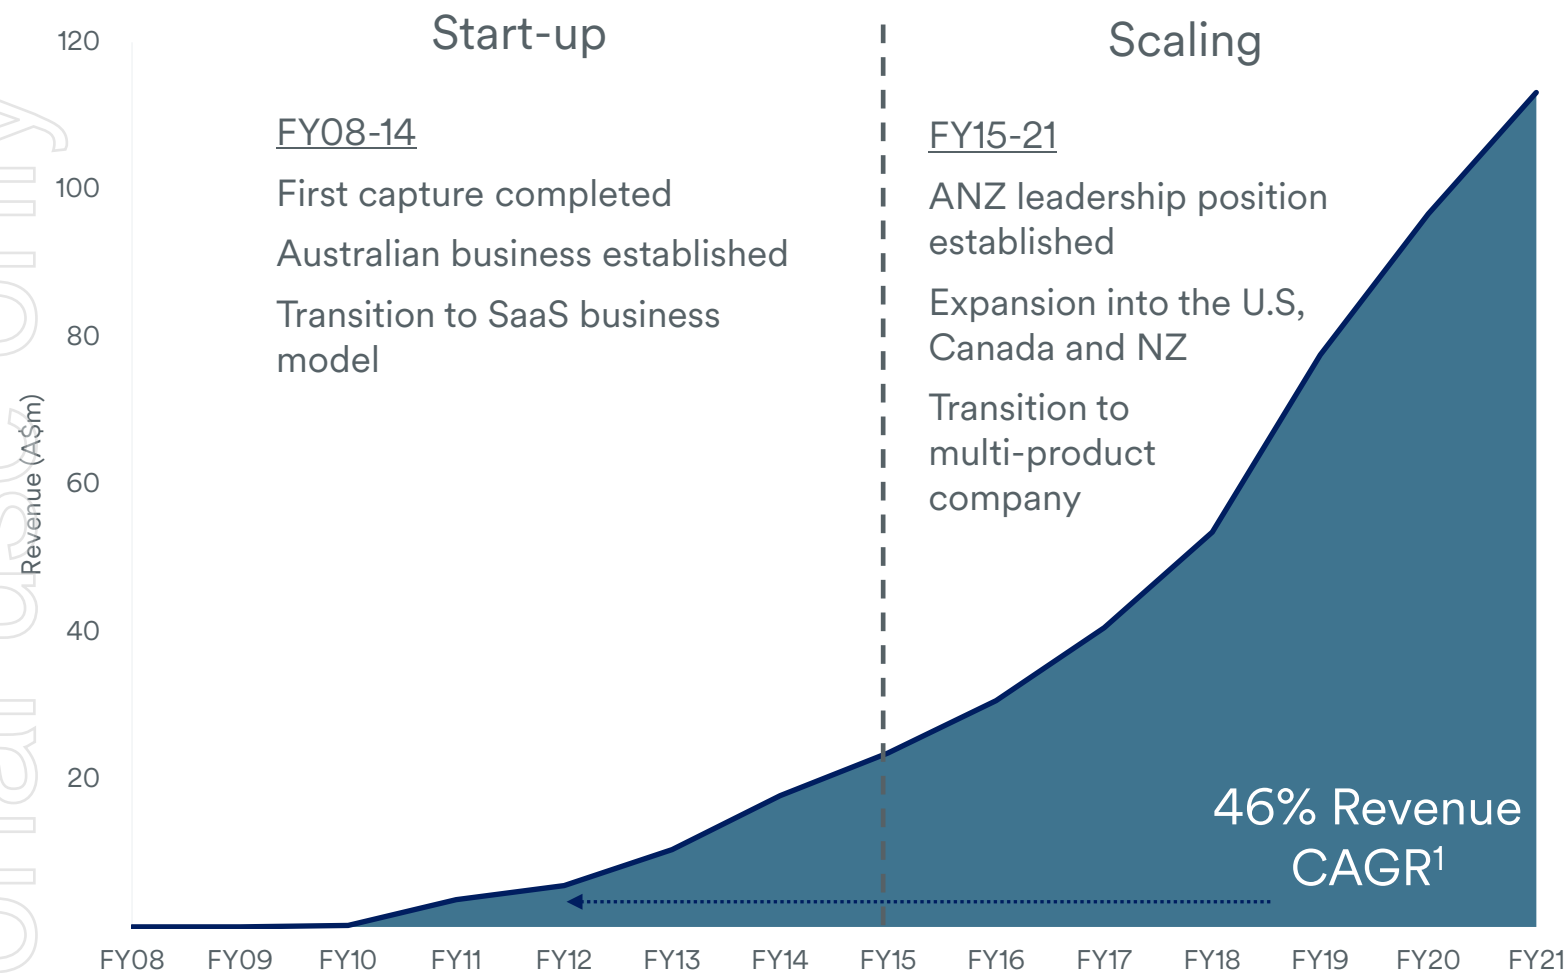 Start-up
Scaling
FY08-14
First capture completed
Australian business established
Transition to SaaS business
model
FY15-21
ANZ leadership position
established
Expansion into the U.S,
Canada and NZ
Transition to
multi-product
company
46% Revenue
CAGR¹
Revenue (A$m)
120
100
80
60
40
20
FY08 FY09 FY10 FY11 FY12 FY13 FY14 FY15 FY16 FY17 FY18 FY19 FY20 FY21